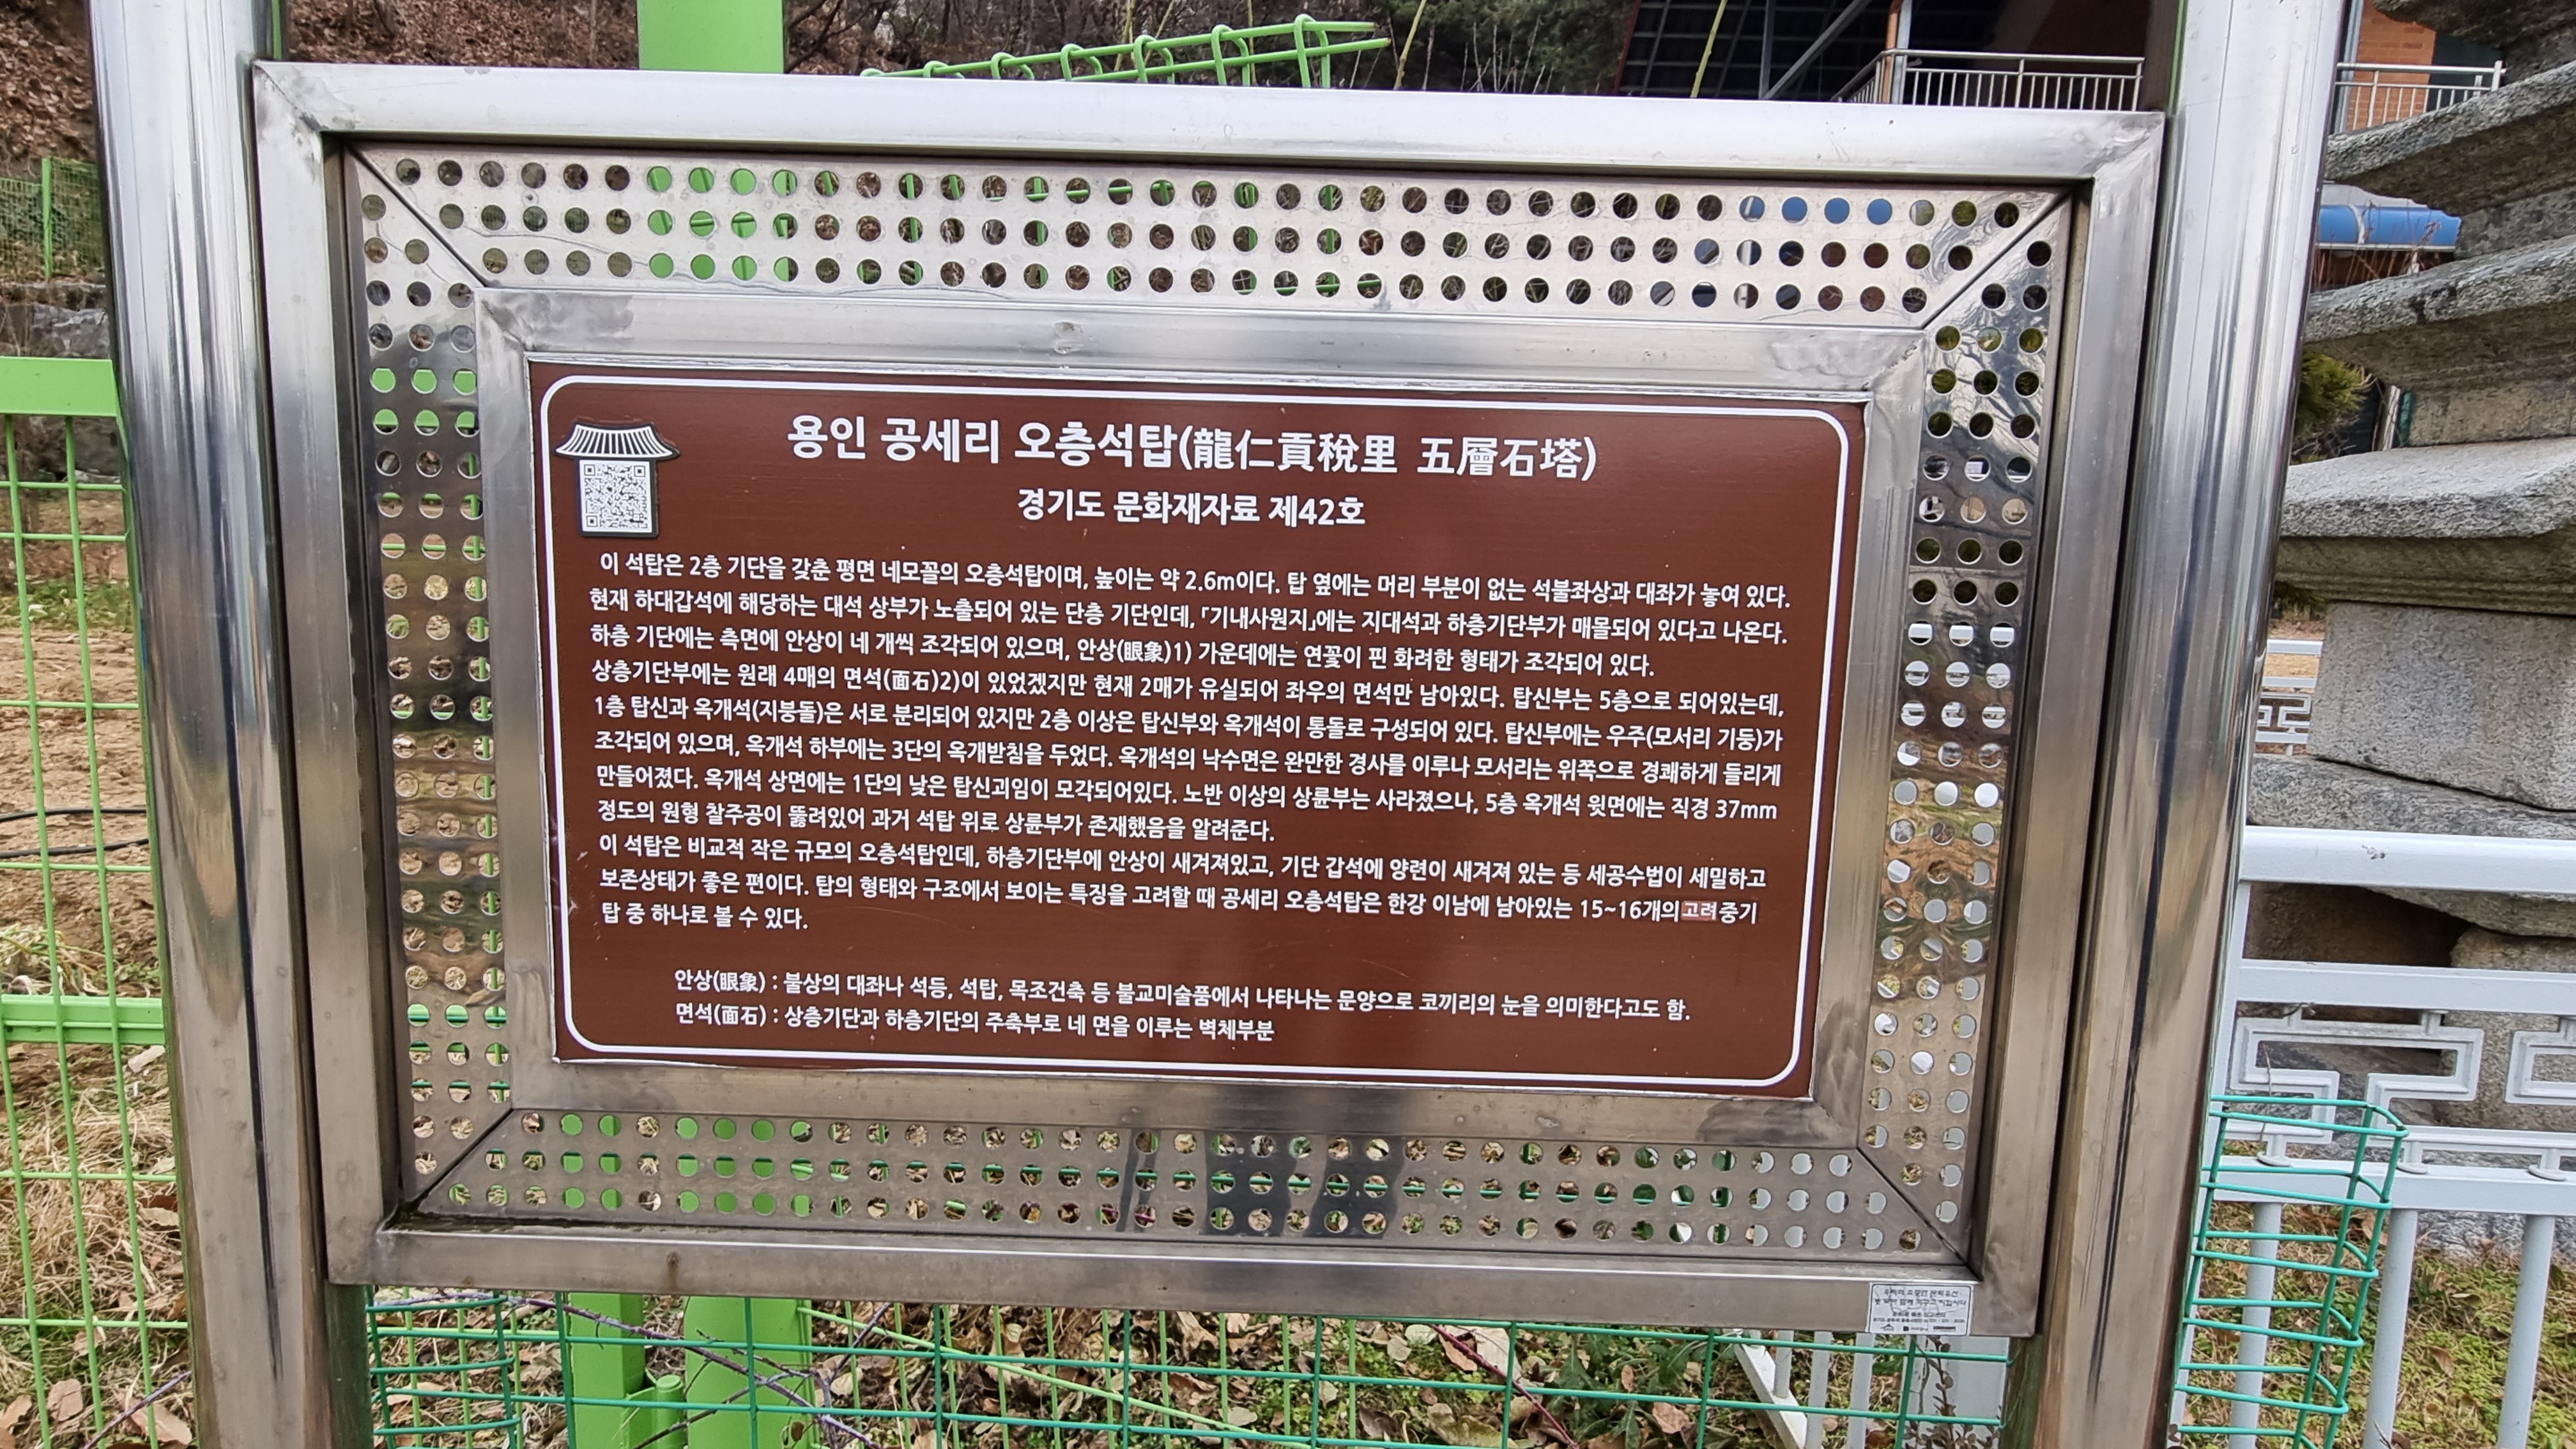 용인 공세리 오층석탑(龍仁貢稅里 五層石塔)
경기도 문화재자료 제42호
이 석탑은 2층 기단을 갖춘 평면 네모꼴의 오층석탑이며, 높이는 약 2.6m이다. 탑 옆에는 머리 부분이 없는 석불좌상과 대좌가 놓여 있다.
현재 하대갑석에 해당하는 대석 상부가 노출되어 있는 단층 기단인데, 「기내사원지」에는 지대석과 하층기단부가 매몰되어 있다고 나온다.
하층 기단에는 측면에 안상이 네 개씩 조각되어 있으며, 안상(眼象)1) 가운데에는 연꽃이 핀 화려한 형태가 조각되어 있다.
상층기단부에는 원래 4매의 면석(面石)2)이 있었겠지만 현재 2매가 유실되어 좌우의 면석만 남아있다. 탑신부는 5층으로 되어있는데,
1층 탑신과 옥개석(지붕돌)은 서로 분리되어 있지만 2층 이상은 탑신부와 옥개석이 통돌로 구성되어 있다. 탑신부에는 우주(모서리 기둥)가
조각되어 있으며, 옥개석 하부에는 3단의 옥개받침을 두었다. 옥개석의 낙수면은 완만한 경사를 이루나 모서리는 위쪽으로 경쾌하게 들리게
만들어졌다. 옥개석 상면에는 1단의 낮은 탑신괴임이 모각되어있다. 노반 이상의 상륜부는 사라졌으나, 5층 옥개석 윗면에는 직경 37mm
정도의 원형 찰주공이 뚫려있어 과거 석탑 위로 상륜부가 존재했음을 알려준다.
이 석탑은 비교적 작은 규모의 오층석탑인데, 하층기단부에 안상이 새겨져있고, 기단 갑석에 양련이 새겨져 있는 등 세공수법이 세밀하고
보존상태가 좋은 편이다. 탑의 형태와 구조에서 보이는 특징을 고려할 때 공세리 오층석탑은 한강 이남에 남아있는 15~16개의 고려 중기
탑 중 하나로 볼 수 있다.
안상(眼象) : 불상의 대좌나 석등, 석탑, 목조건축 등 불교미술품에서 나타나는 문양으로 코끼리의 눈을 의미한다고도 함.
면석(面石) : 상층기단과 하층기단의 주축부로 네 면을 이루는 벽체부분